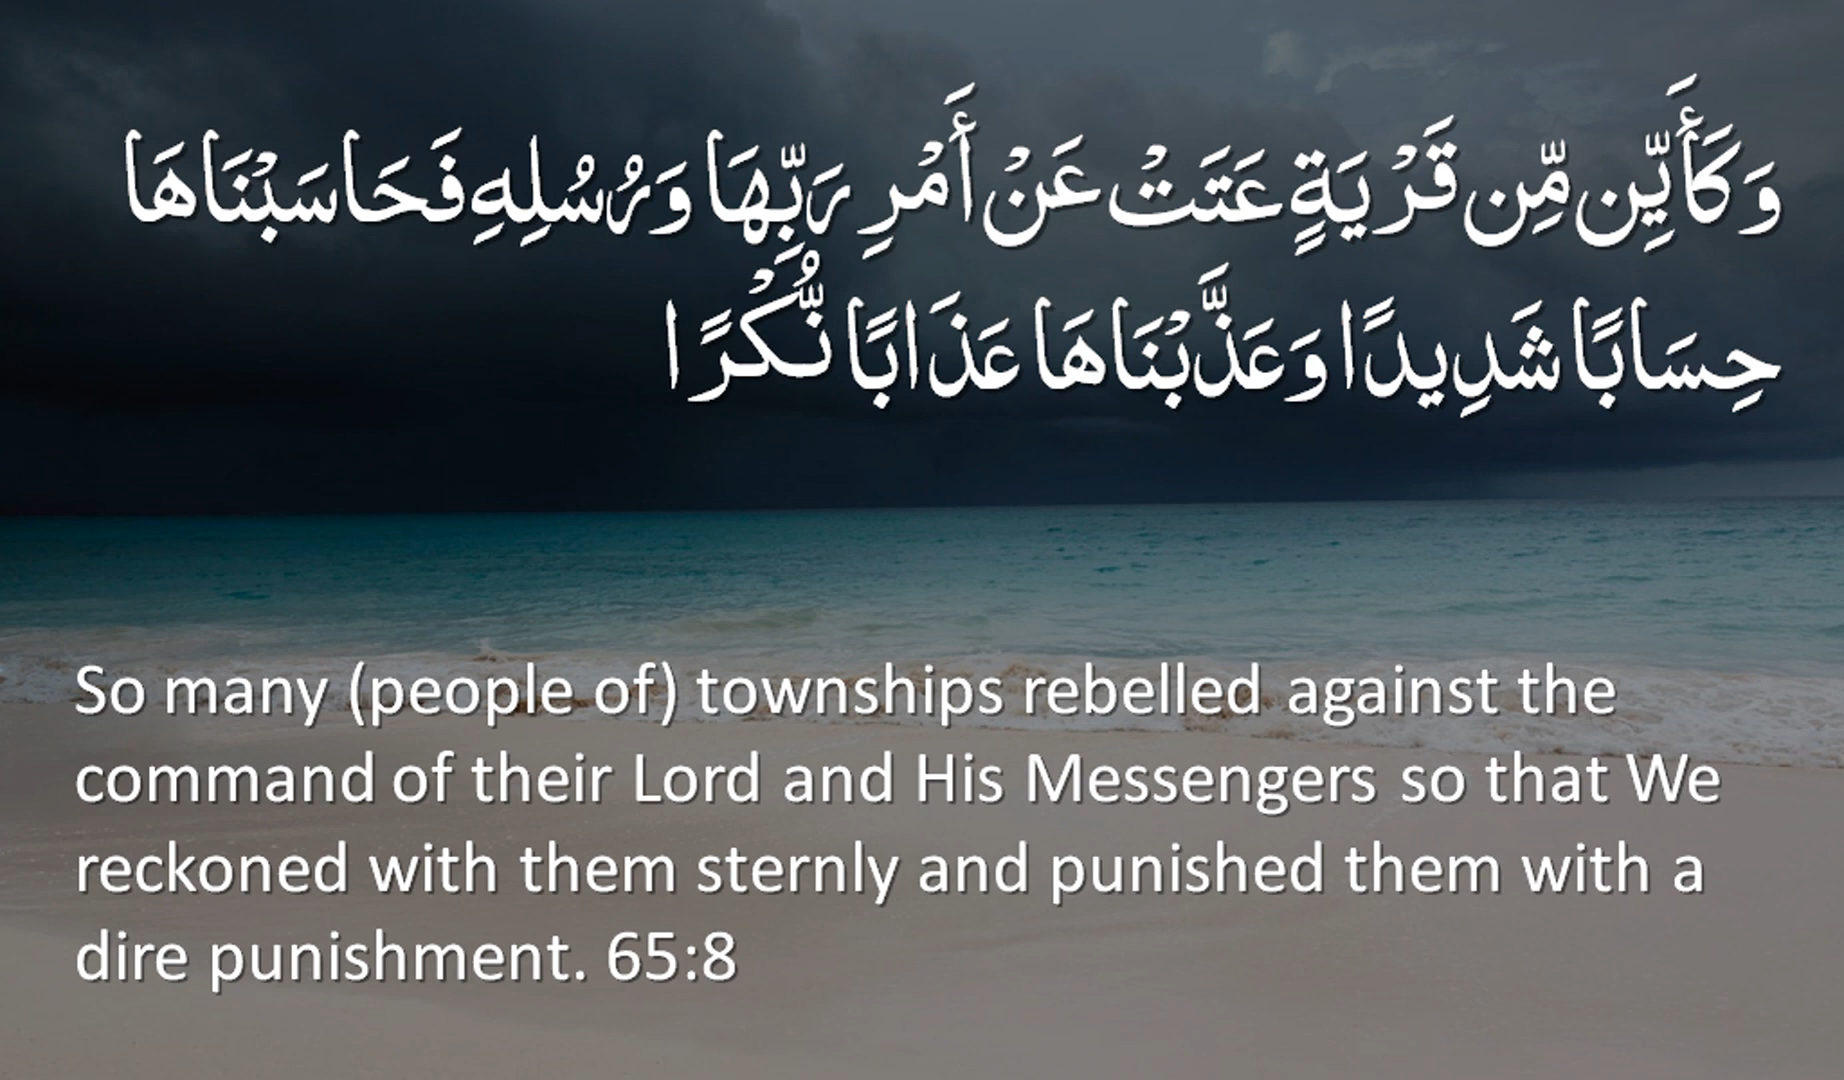 وَكَأَيِّن مِّن قَرْيَةٍ عَتَتْ عَنْ أَمْرِ رَبِّهَا وَرُسُلِهِ فَحَاسَبْنَاهَا
حِسَابًا شَدِيدًا وَعَذَّبْنَاهَا عَذَابًا نُّكْرًا
So many (people of) townships rebelled against the
command of their Lord and His Messengers so that We
reckoned with them sternly and punished them with a
dire punishment. 65:8